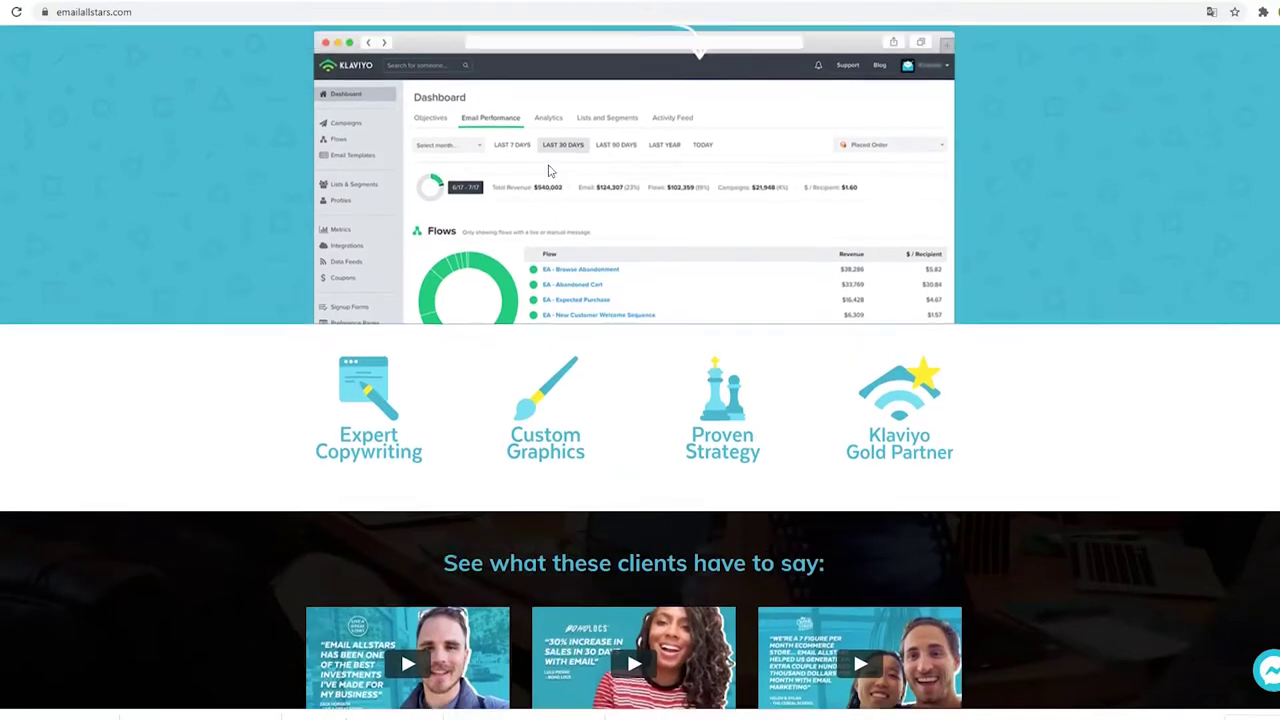 emailallstars.com
KLAVIYO
Search for someone...
Support
Blog
Dashboard
Campaigns
Flows
Email Templates
Lists & Segments
Profiles
Metrics
Integrations
Data Feeds
Coupons
Signup Forms
Preference Pages
Dashboard
Objectives
Email Performance
Analytics
Lists and Segments
Activity Feed
Select month...
LAST 7 DAYS
LAST 30 DAYS
LAST 90 DAYS
LAST YEAR
TODAY
Placed Order
6/17 - 7/17
Total Revenue: $540,002
Email: $124,307 (23%)
Flows: $102,359 (19%)
Campaigns: $21,948 (4%)
$ / Recipient: $1.60
Flows
Only showing flows with a live or manual message.
Flow Revenue $ / Recipient
EA - Browse Abandonment $38,286 $5.82
EA - Abandoned Cart $33,769 $30.84
EA - Expected Purchase $16,428 $4.67
EA - New Customer Welcome Sequence $6,309 $1.57
Expert
Copywriting
Custom
Graphics
Proven
Strategy
Klaviyo
Gold Partner
See what these clients have to say:
"EMAIL ALLSTARS
HAS BEEN ONE
OF THE BEST
INVESTMENTS
I'VE MADE FOR
MY BUSINESS"
BOHOLOCS
"30% INCREASE IN
SALES IN 30 DAYS
WITH EMAIL"
"WE'RE A 7 FIGURE PER
MONTH ECOMMERCE
STORE... EMAIL
HELPED US
EXTRA COUPLE
THOUSAND DOLLARS
MONTH WITH EMAIL
MARKETING"